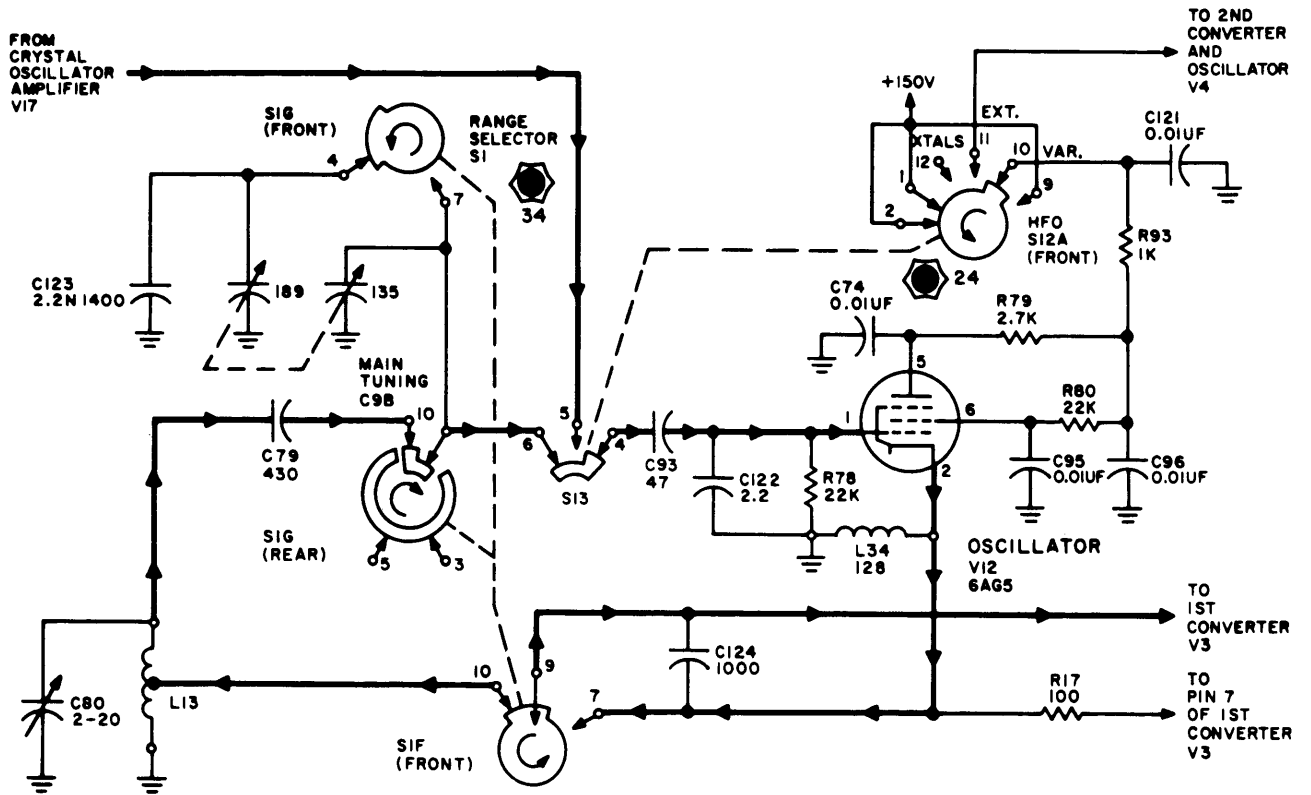 FROM
CRYSTAL
OSCILLATOR
AMPLIFIER
V17
TO 2ND
CONVERTER
AND
OSCILLATOR
V4
S1G
(FRONT)
RANGE
SELECTOR
S1
34
4
7
+150V
EXT.
XTALS
11
12
10
VAR.
1
9
2
C121
0.01UF
HFO
S12A
(FRONT)
R93
1K
24
C123
2.2N1400
189
135
C74
0.01UF
R79
2.7K
MAIN
TUNING
C9B
5
R80
22K
10
5
1
6
C79
430
6
4
C93
47
C122
2.2
R78
22K
2
C95
0.01UF
C96
0.01UF
S13
S1G
(REAR)
5
3
L34
128
OSCILLATOR
V12
6AG5
TO
1ST
CONVERTER
V3
C124
1000
10
9
7
C80
2-20
L13
R17
100
TO
PIN 7
OF 1ST
CONVERTER
V3
S1F
(FRONT)